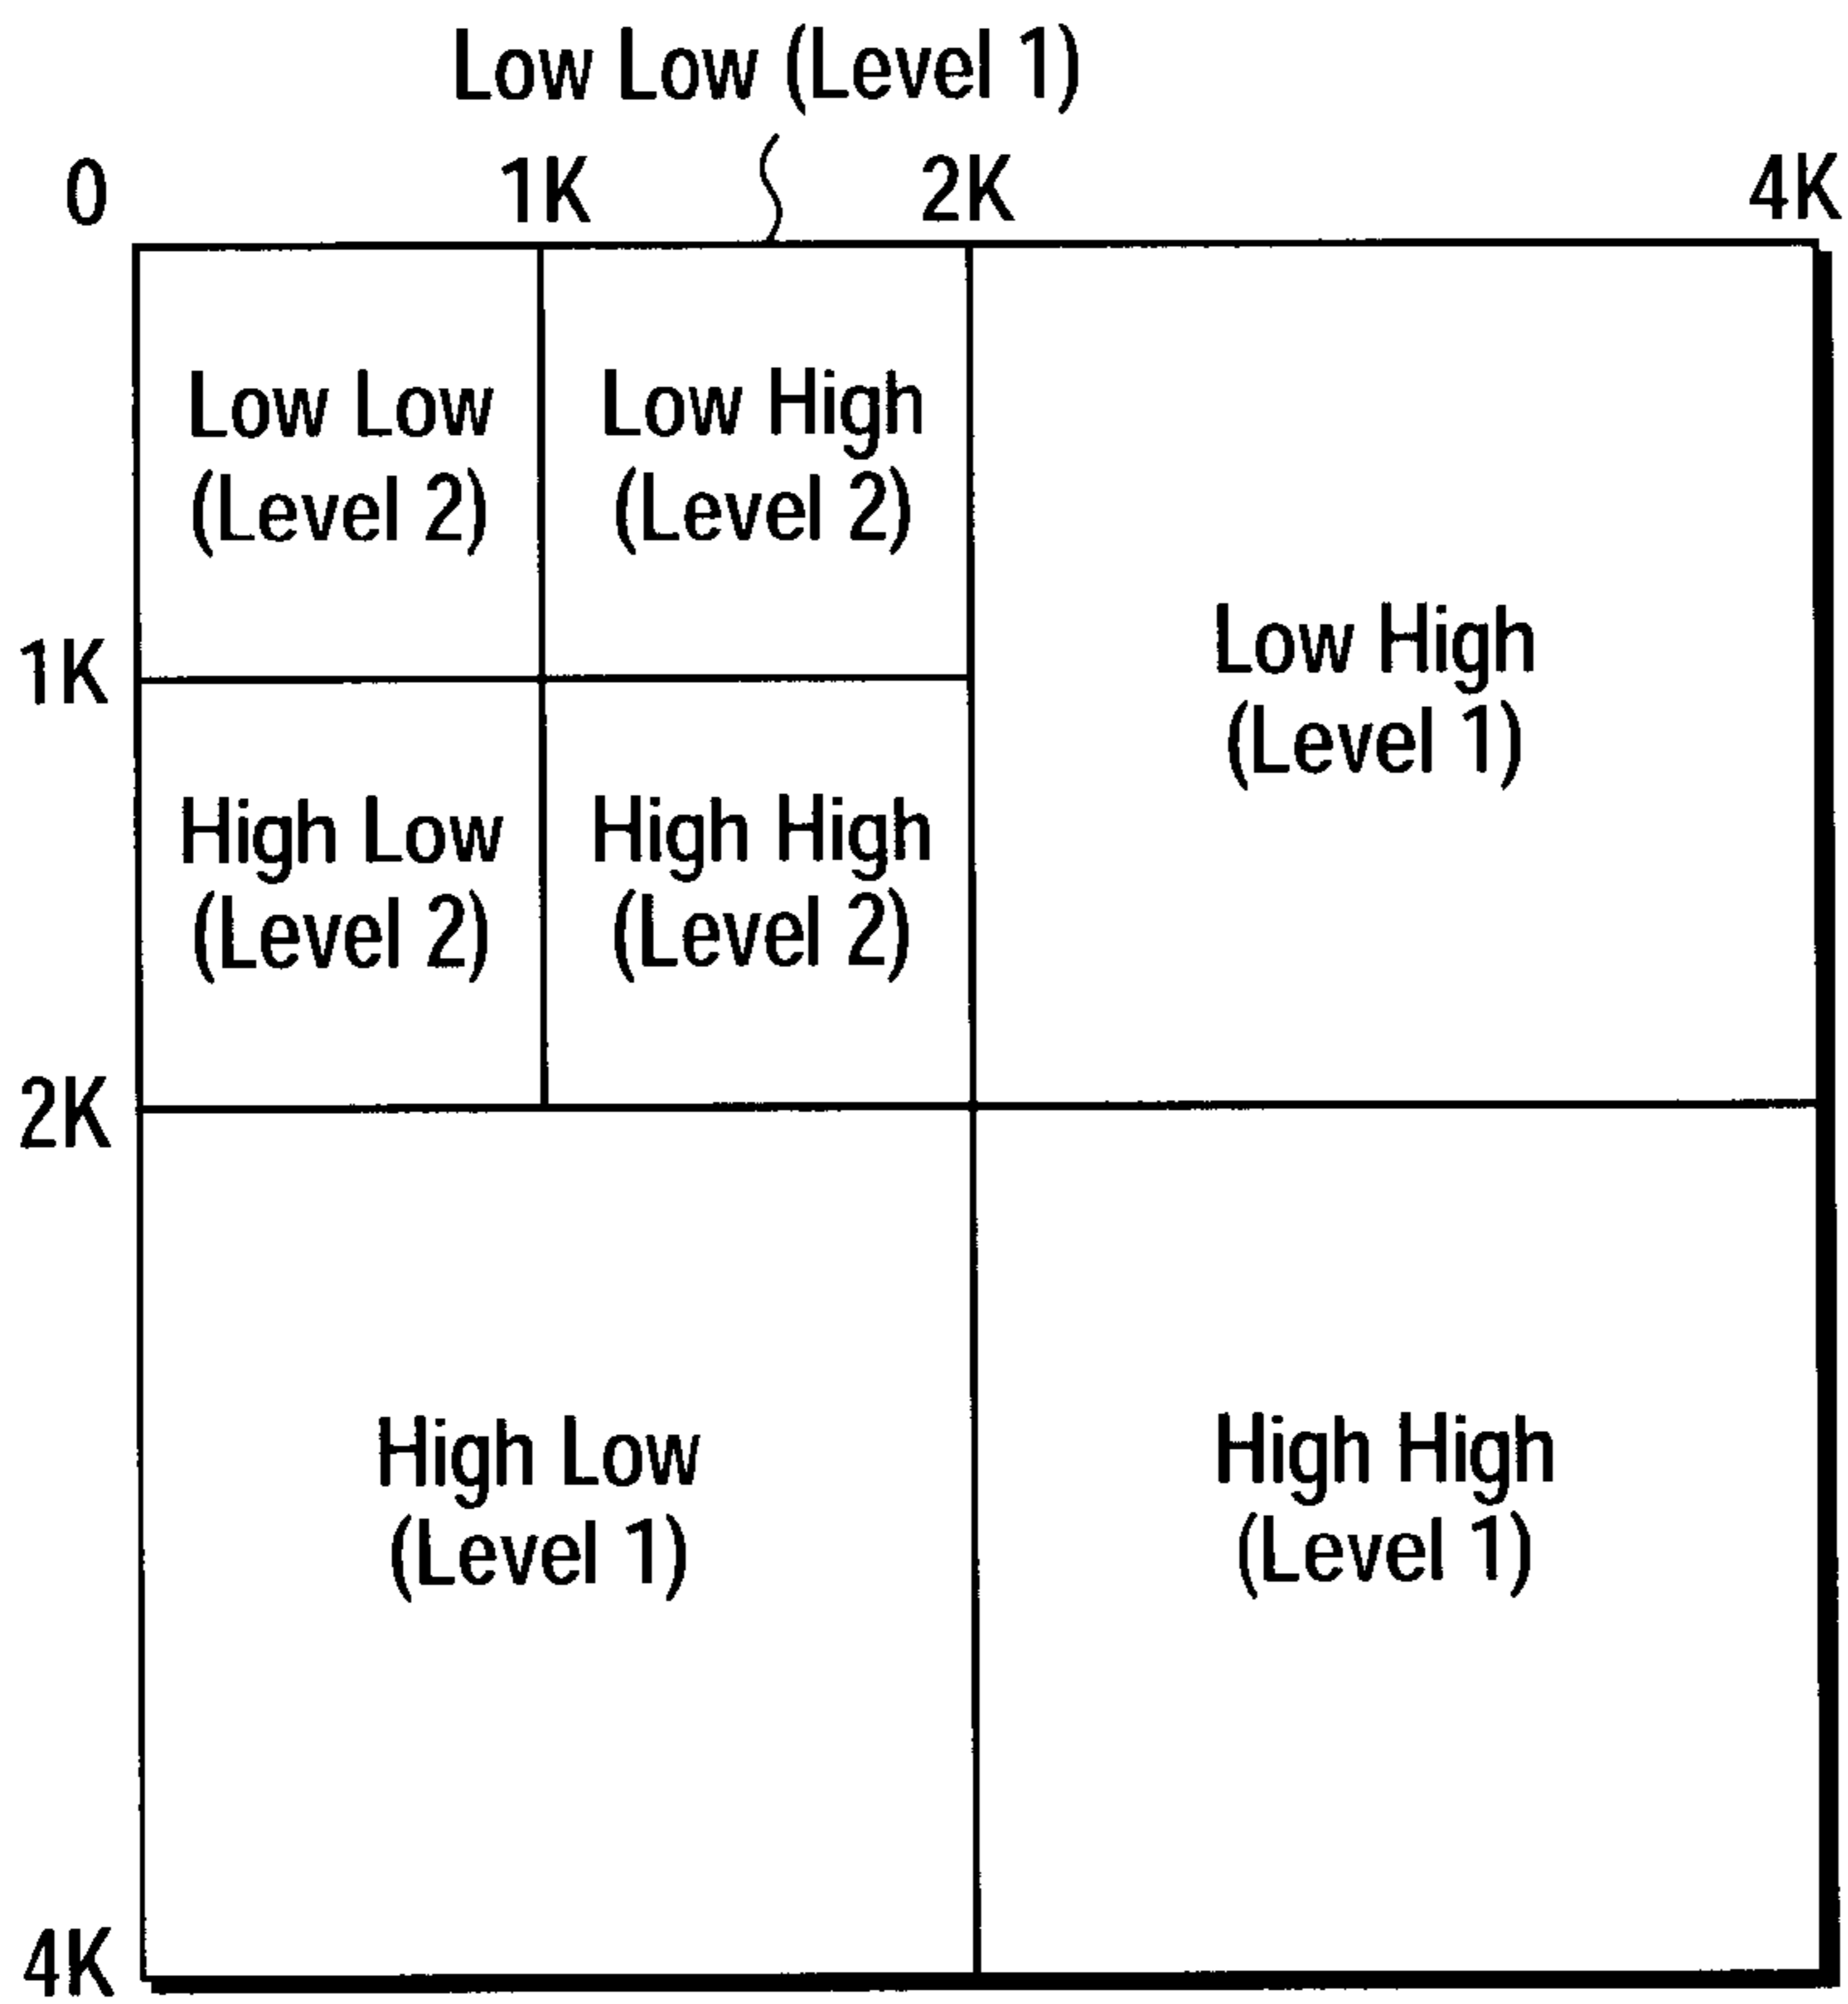 Low Low (Level 1)
0 1K 2K 4K
Low Low
(Level 2)
Low High
(Level 2)
Low High
(Level 1)
1K
High Low
(Level 2)
High High
(Level 2)
2K
High Low
(Level 1)
High High
(Level 1)
4K